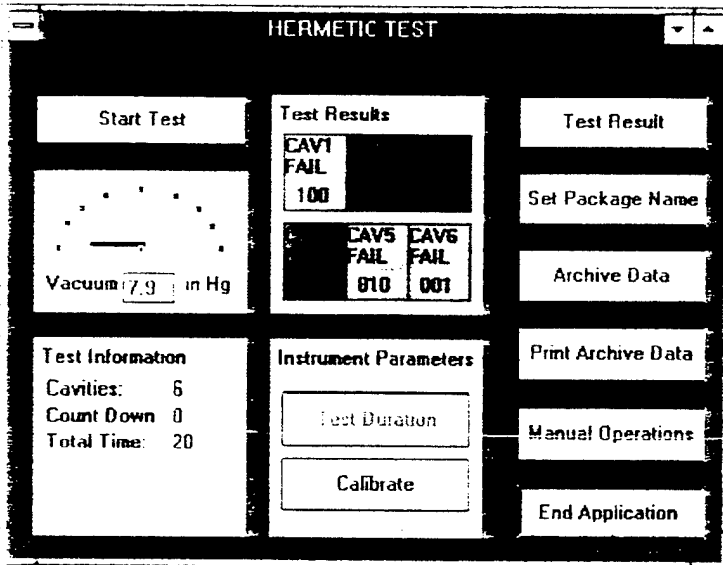 HERMETIC TEST
Start Test
Vacuum 7.9 in Hg
Test Information
Cavities: 6
Count Down 0
Total Time: 20
Test Results
CAV1
FAIL
100
CAV5 CAV6
FAIL FAIL
010 001
Instrument Parameters
Test Duration
Calibrate
Test Result
Set Package Name
Archive Data
Print Archive Data
Manual Operations
End Application